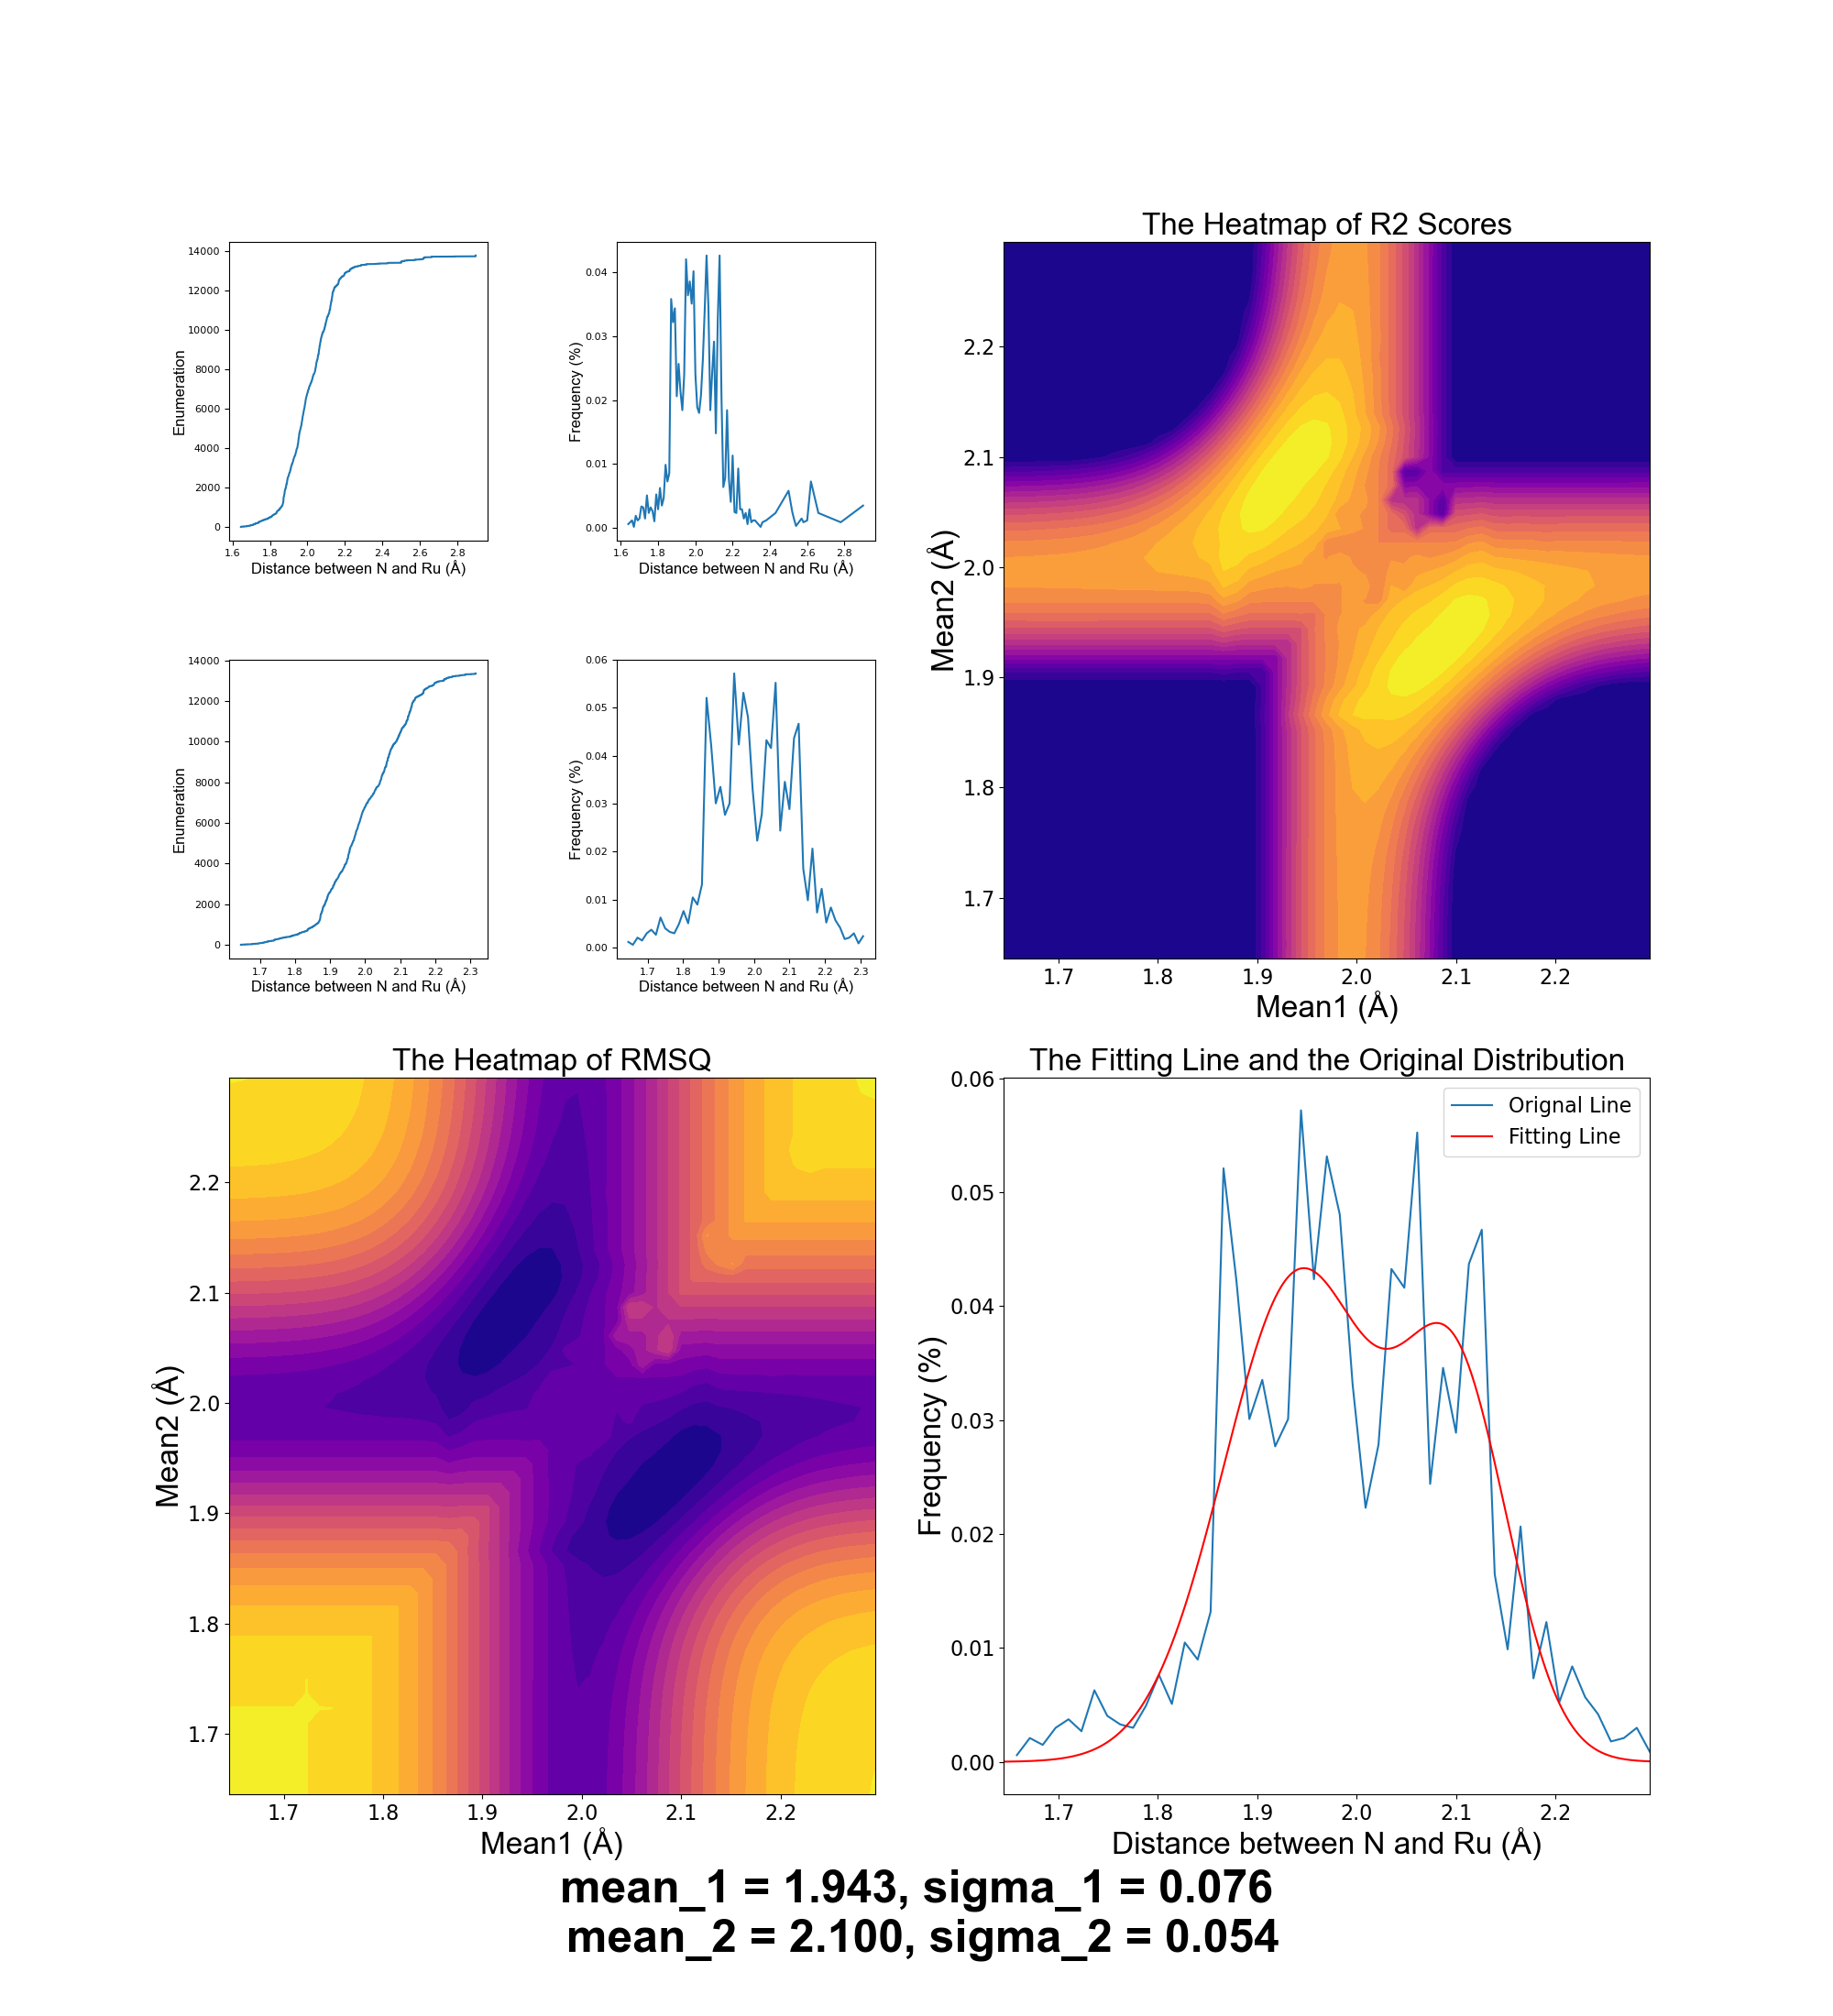 14000
12000
10000
8000
6000
4000
2000
0
Enumeration
1.6 1.8 2.0 2.2 2.4 2.6 2.8
Distance between N and Ru (Å)
0.04
0.03
0.02
0.01
0.00
Frequency (%)
1.6 1.8 2.0 2.2 2.4 2.6 2.8
Distance between N and Ru (Å)
14000
12000
10000
8000
6000
4000
2000
0
Enumeration
1.7 1.8 1.9 2.0 2.1 2.2 2.3
Distance between N and Ru (Å)
0.06
0.05
0.04
0.03
0.02
0.01
0.00
Frequency (%)
1.7 1.8 1.9 2.0 2.1 2.2 2.3
Distance between N and Ru (Å)
The Heatmap of R2 Scores
2.2
2.1
2.0
1.9
1.8
1.7
Mean2 (Å)
1.7 1.8 1.9 2.0 2.1 2.2
Mean1 (Å)
The Heatmap of RMSQ
2.2
2.1
2.0
1.9
1.8
1.7
Mean2 (Å)
1.7 1.8 1.9 2.0 2.1 2.2
Mean1 (Å)
The Fitting Line and the Original Distribution
Orignal Line
Fitting Line
0.06
0.05
0.04
0.03
0.02
0.01
0.00
Frequency (%)
1.7 1.8 1.9 2.0 2.1 2.2
Distance between N and Ru (Å)
mean_1 = 1.943, sigma_1 = 0.076
mean_2 = 2.100, sigma_2 = 0.054